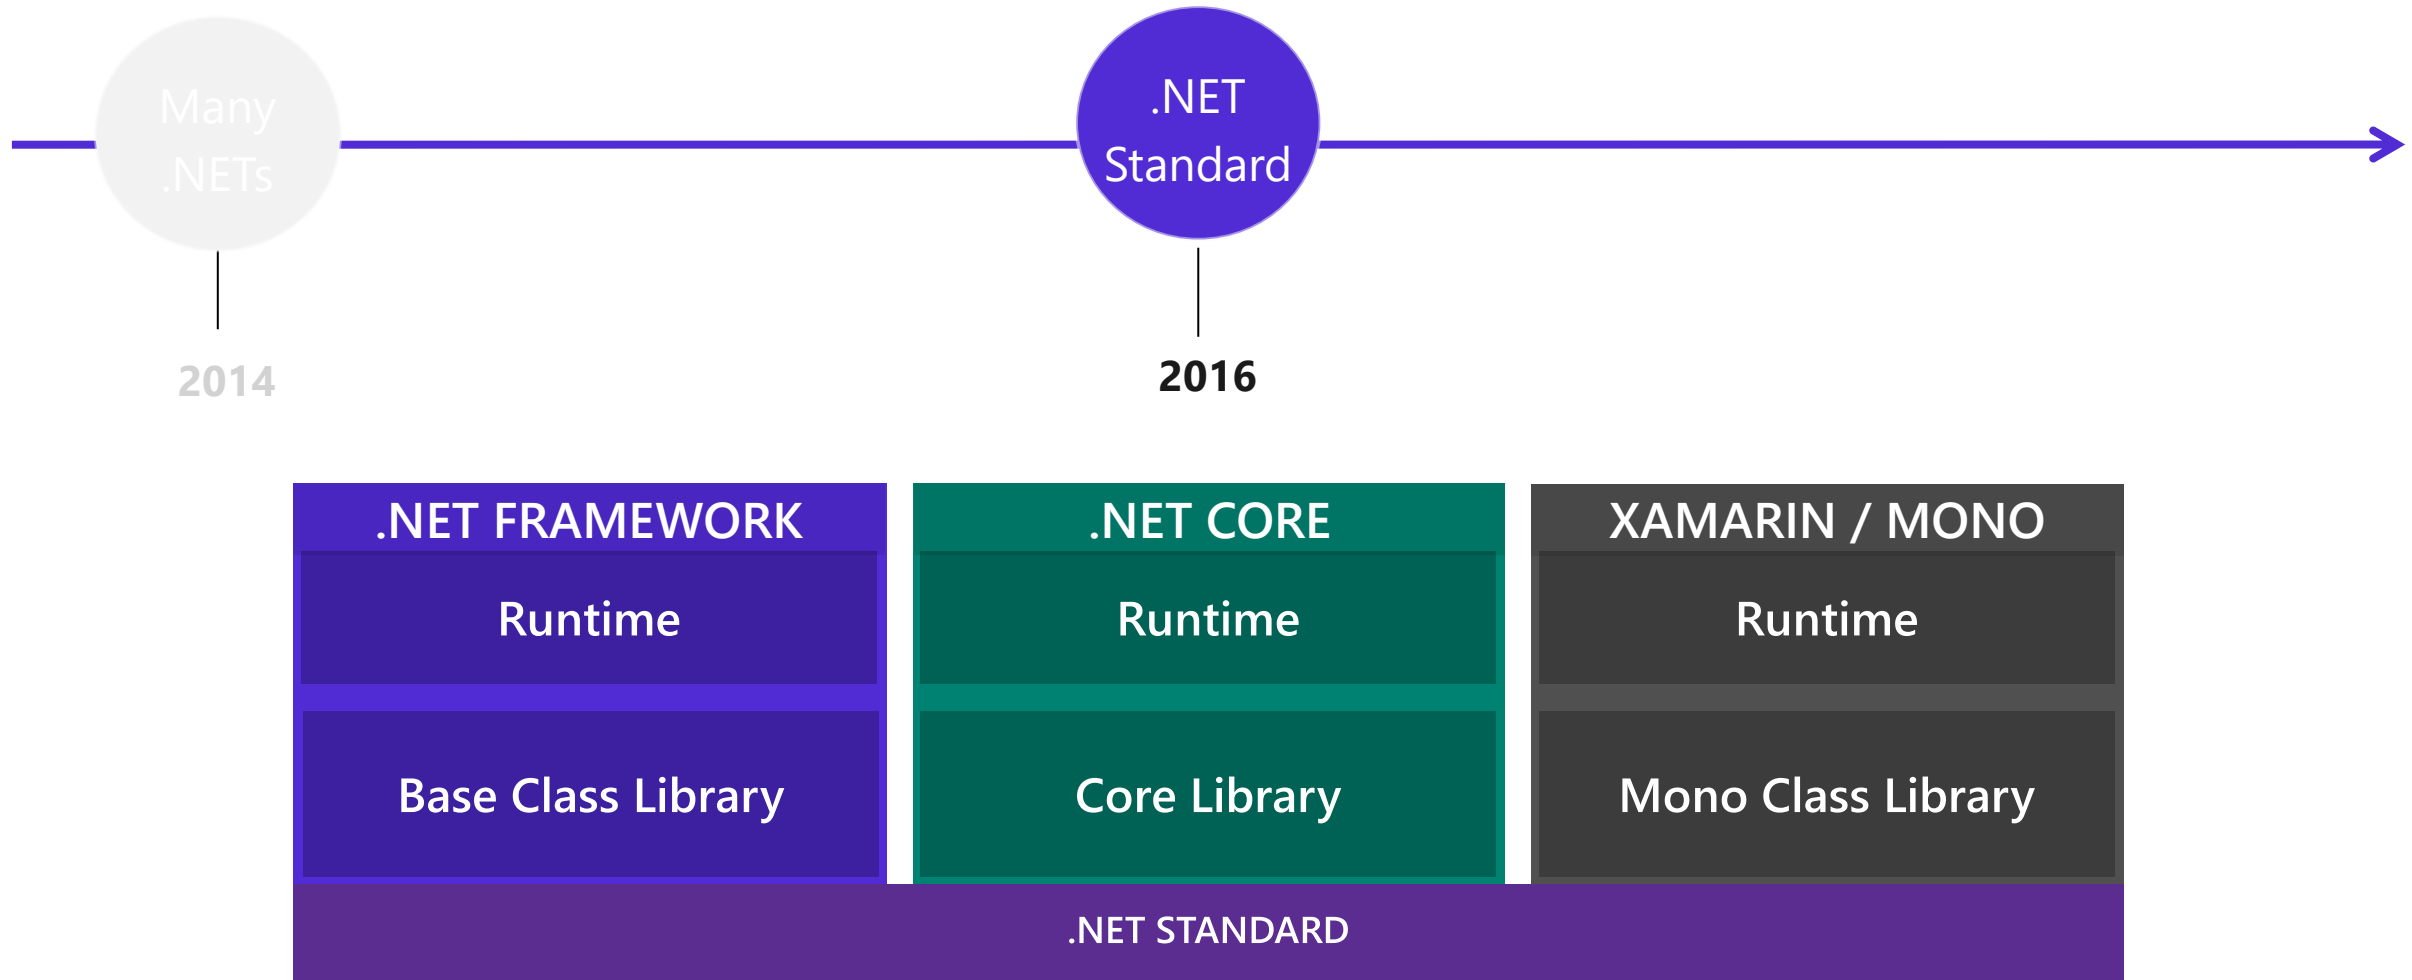 Many
.NETs
.NET
Standard
2014
2016
.NET FRAMEWORK
.NET CORE
XAMARIN / MONO
Runtime
Runtime
Runtime
Base Class Library
Core Library
Mono Class Library
.NET STANDARD